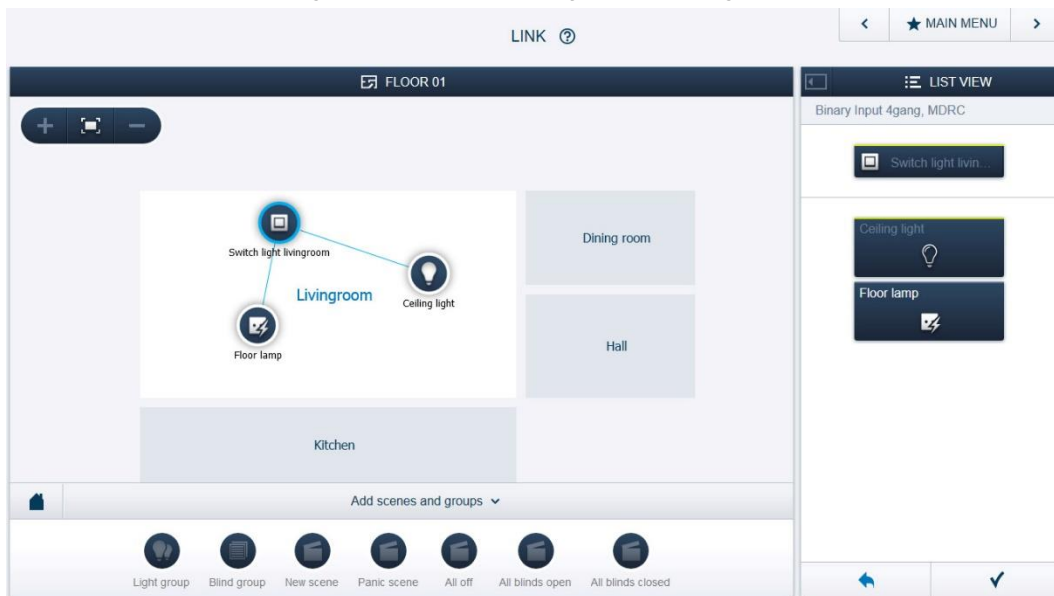 LINK ?
MAIN MENU
FLOOR 01
LIST VIEW
Binary Input 4gang, MDRC
Switch light livin...
Ceiling light
Floor lamp
Switch light livingroom
Livingroom
Ceiling light
Floor lamp
Dining room
Hall
Kitchen
Add scenes and groups
Light group
Blind group
New scene
Panic scene
All off
All blinds open
All blinds closed